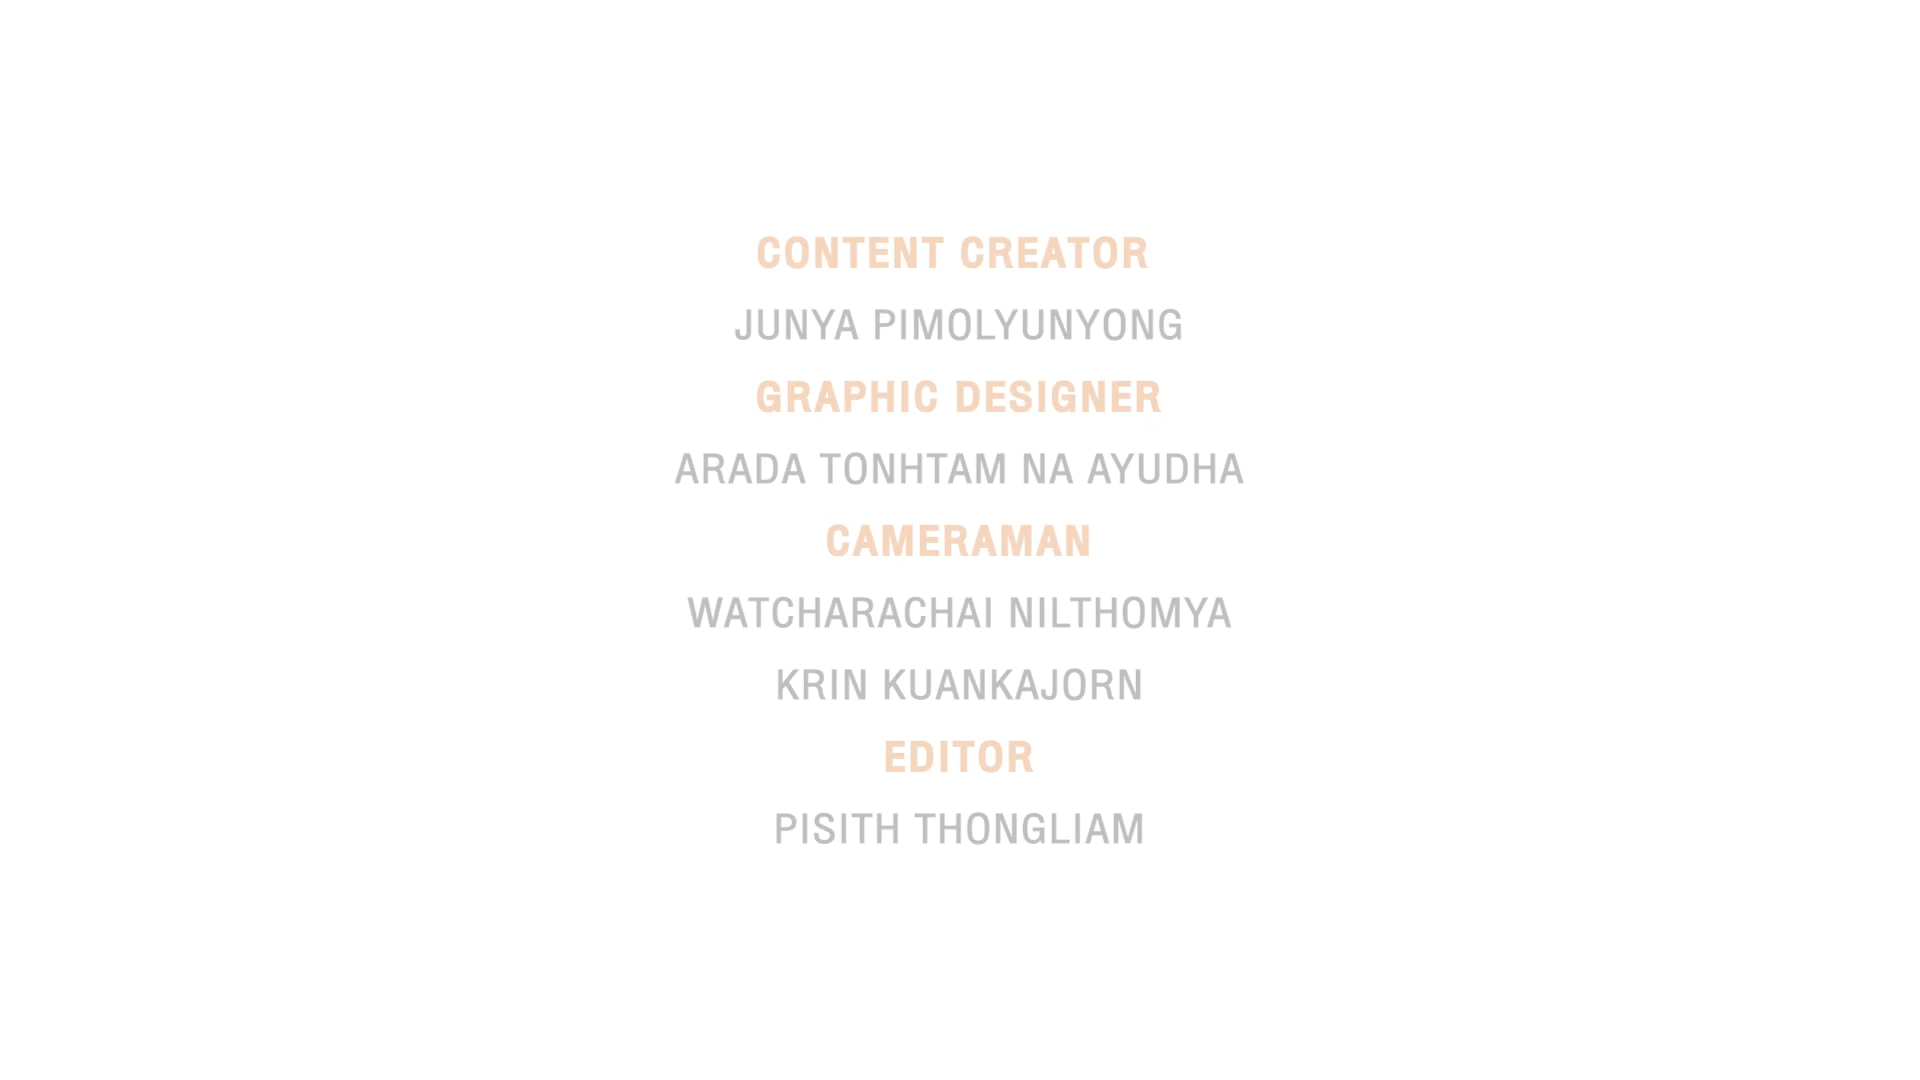 CONTENT CREATOR
JUNYA PIMOLYUNYONG
GRAPHIC DESIGNER
ARADA TONHTAM NA AYUDHA
CAMERAMAN
WATCHARACHAI NILTHOMYA
KRIN KUANKAJORN
EDITOR
PISITH THONGLIAM